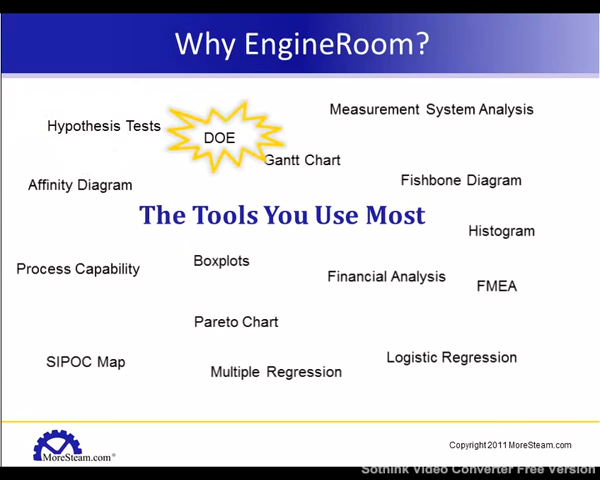 Why EngineRoom?
Measurement System Analysis
Hypothesis Tests
DOE
Gantt Chart
Affinity Diagram
Fishbone Diagram
The Tools You Use Most
Histogram
Boxplots
Process Capability
Financial Analysis
FMEA
Pareto Chart
SIPOC Map
Multiple Regression
Logistic Regression
MoreSteam.com®
Copyright 2011 MoreSteam.com
Sothink Video Converter Free Version